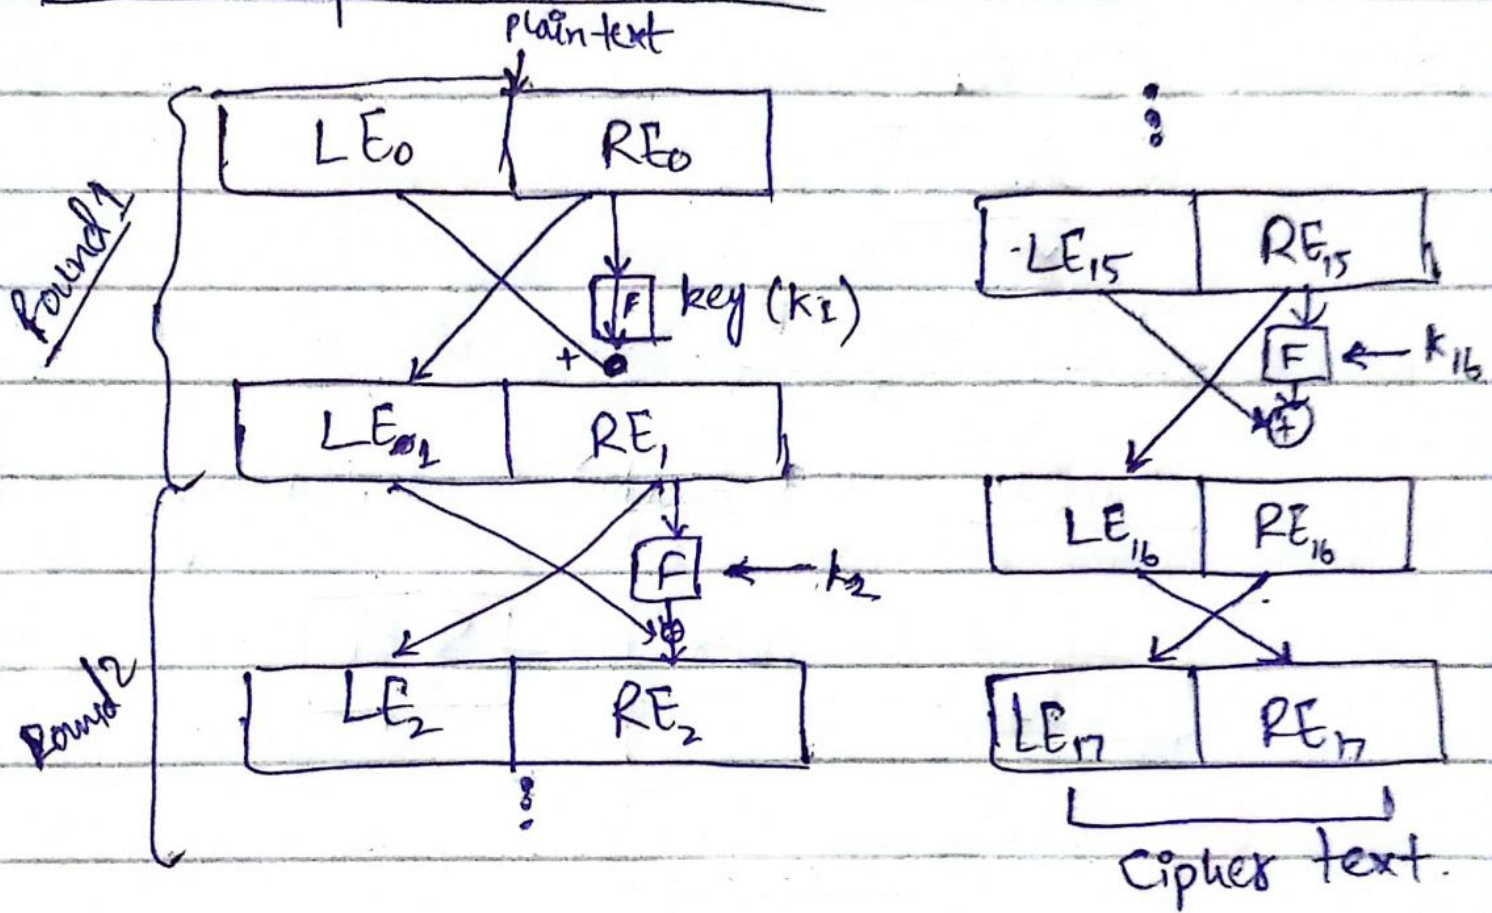 plain text
LE₀ RE₀
Round 1
F key (K1)
+
LE1 RE₁
F ← k2
⊕
Round 2
LE₂ RE₂
⋮
⋮
LE₁₅ RE₁₅
F ← K16
⊕
LE₁₆ RE₁₆
LE₁₇ RE₁₇
Cipher text.